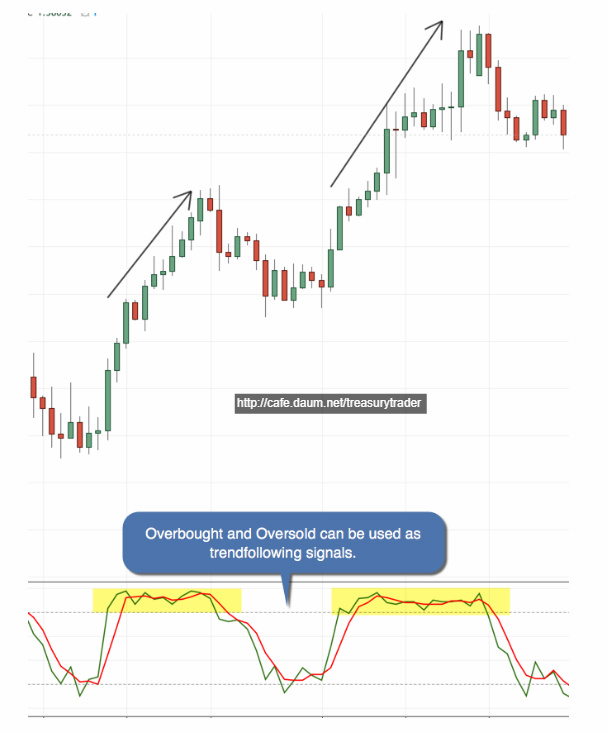 http://cafe.daum.net/treasurytrader
Overbought and Oversold can be used as
trendfollowing signals.